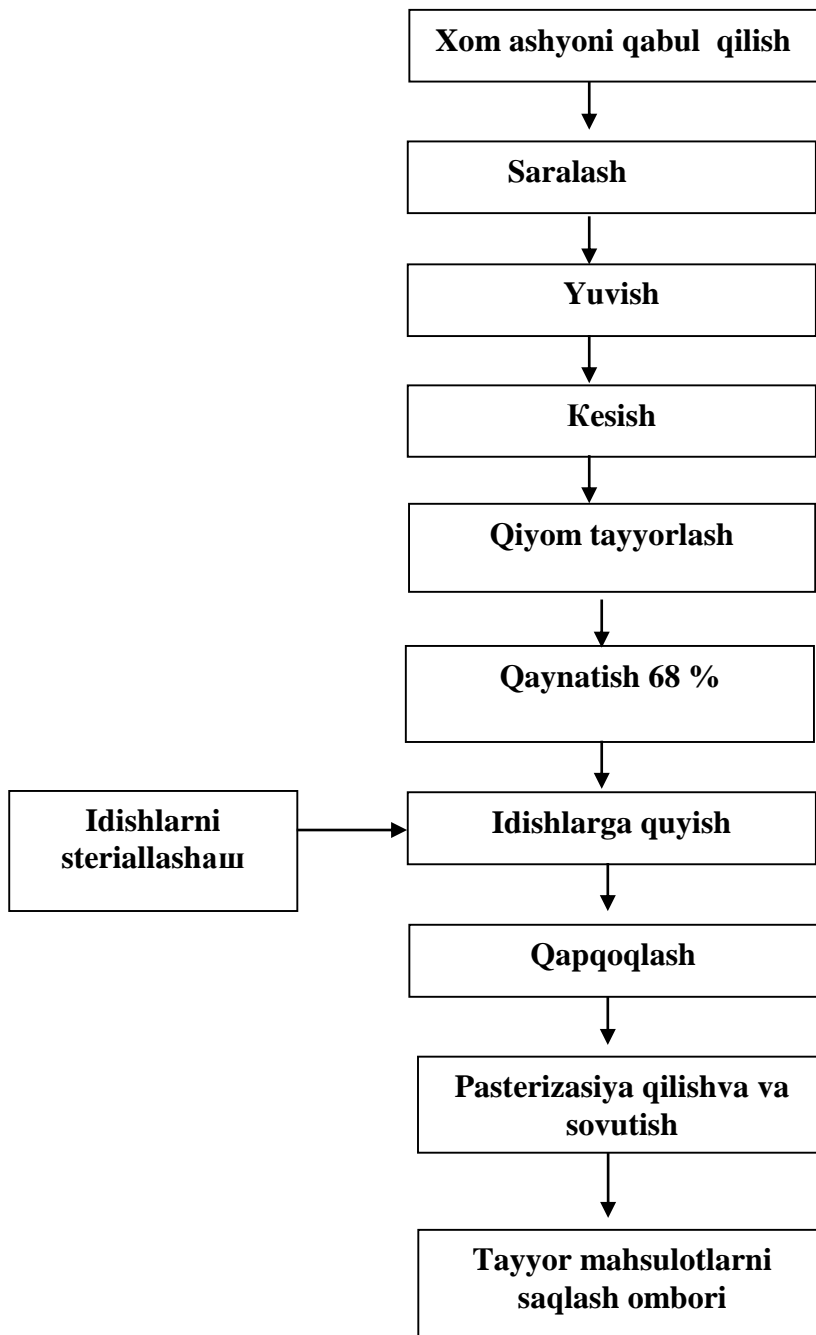 Xom ashyoni qabul qilish
Saralash
Yuvish
Кesish
Qiyom tayyorlash
Qaynatish 68 %
Idishlarni
steriallashаш
Idishlarga quyish
Qapqoqlash
Pasterizasiya qilishva va
sovutish
Tayyor mahsulotlarni
saqlash ombori